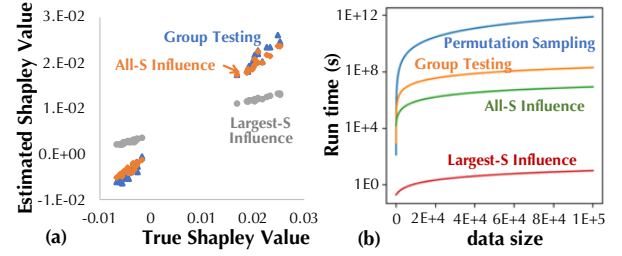 Estimated Shapley Value
3.E-02
2.E-02
1.E-02
0.E+00
-1.E-02
Group Testing
All-S Influence
Largest-S
Influence
-0.01
0
0.01
0.02
0.03
(a)
True Shapley Value
Run time (s)
1E+12
1E+8
1E+4
1E0
Permutation Sampling
Group Testing
All-S Influence
Largest-S Influence
0
2E+4
4E+4
6E+4
8E+4
1E+5
(b)
data size